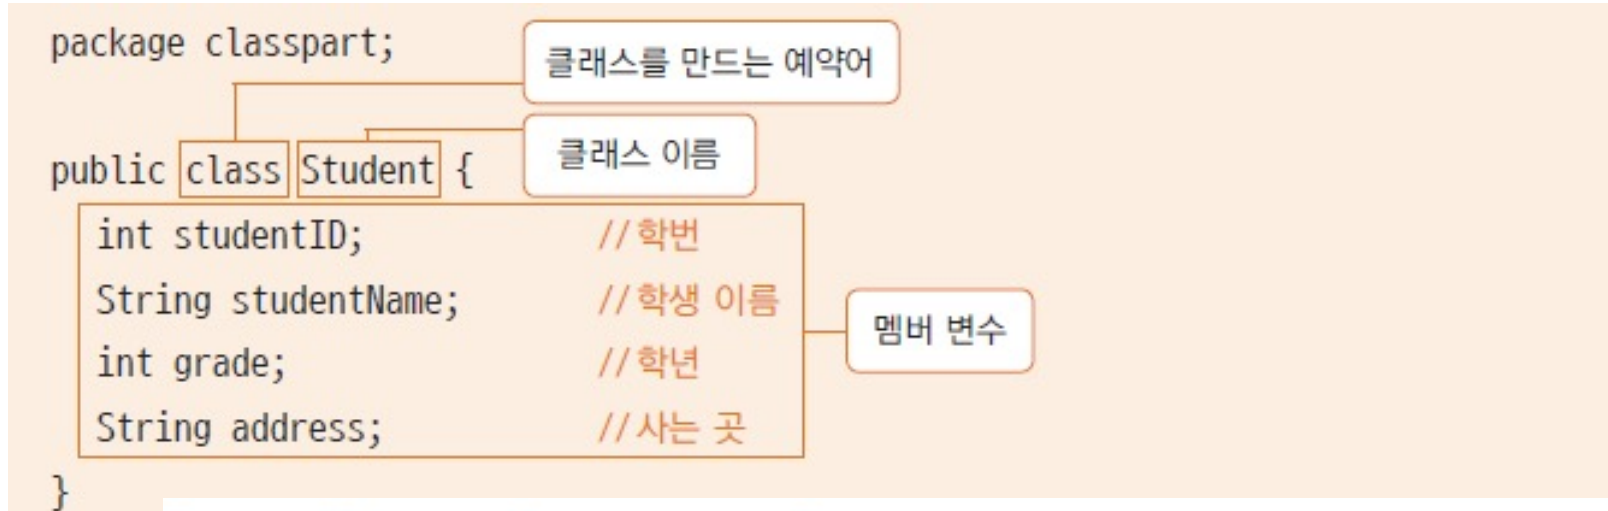 package classpart;
클래스를 만드는 예약어
클래스 이름
public class Student {
int studentID; //학번
String studentName; //학생 이름
int grade; //학년
String address; //사는 곳
멤버 변수
}